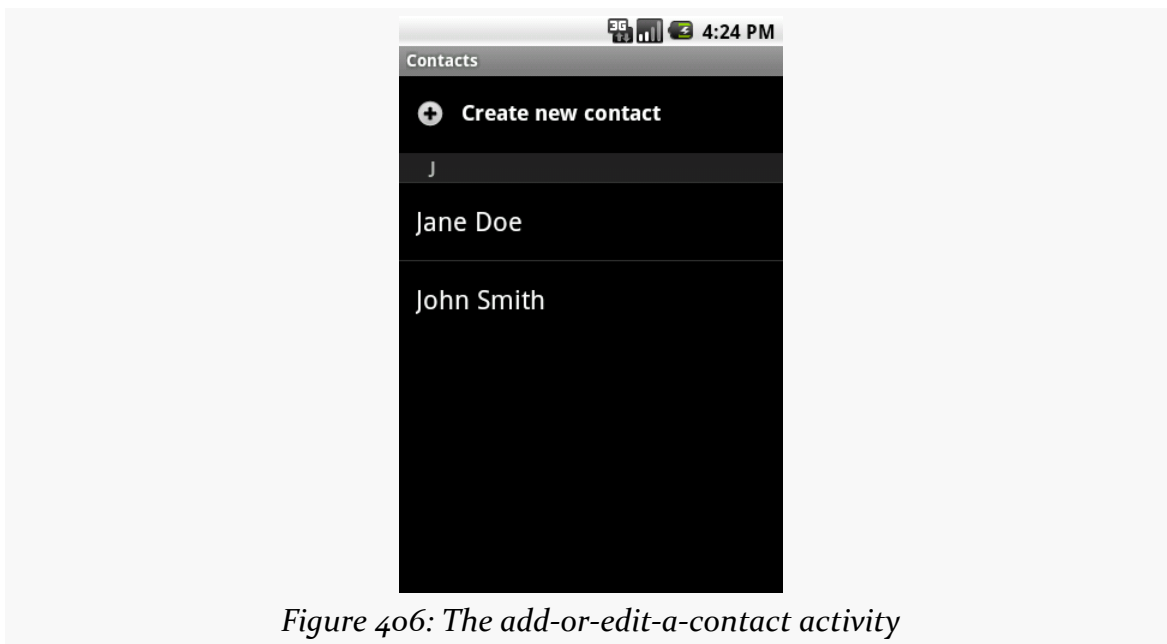 3G 4:24 PM
Contacts
Create new contact
J
Jane Doe
John Smith
Figure 406: The add-or-edit-a-contact activity